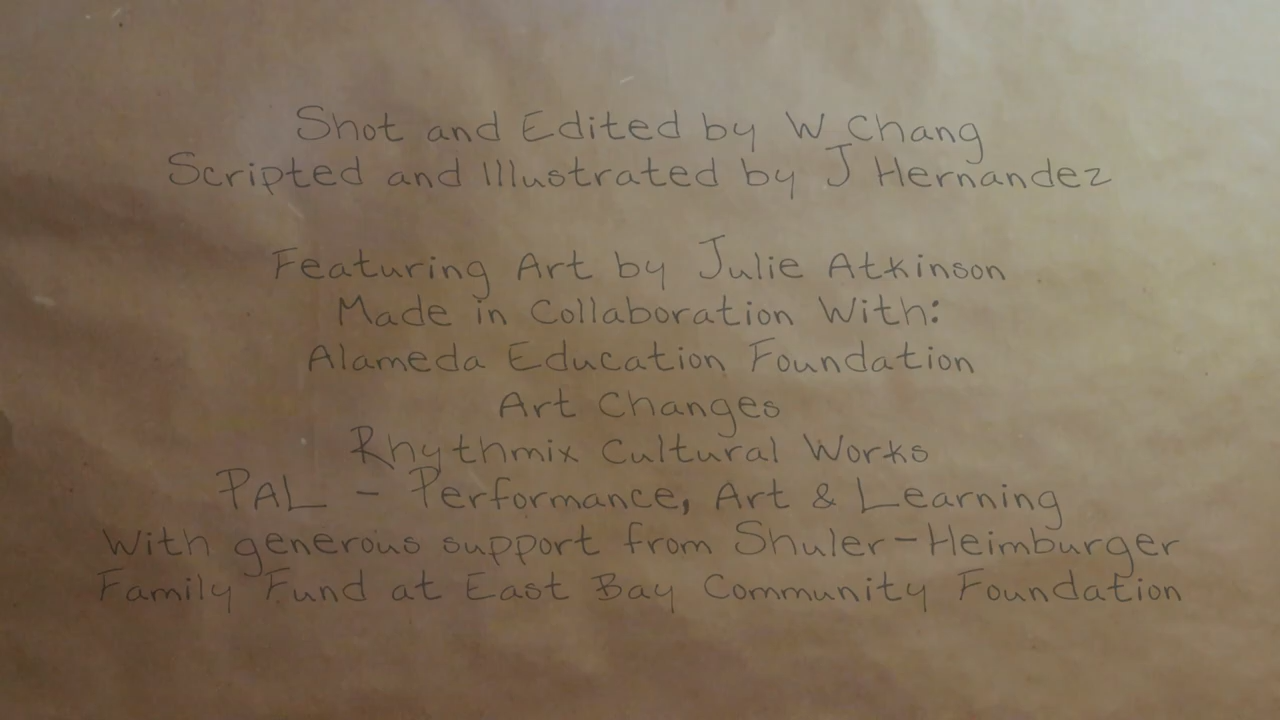 Shot and Edited by W Chang
Scripted and Illustrated by J Hernandez
Featuring Art by Julie Atkinson
Made in Collaboration With:
Alameda Education Foundation
Art Changes
Rhythmix Cultural Works
PAL - Performance, Art & Learning
With generous support from Shuler-Heimburger
Family Fund at East Bay Community Foundation